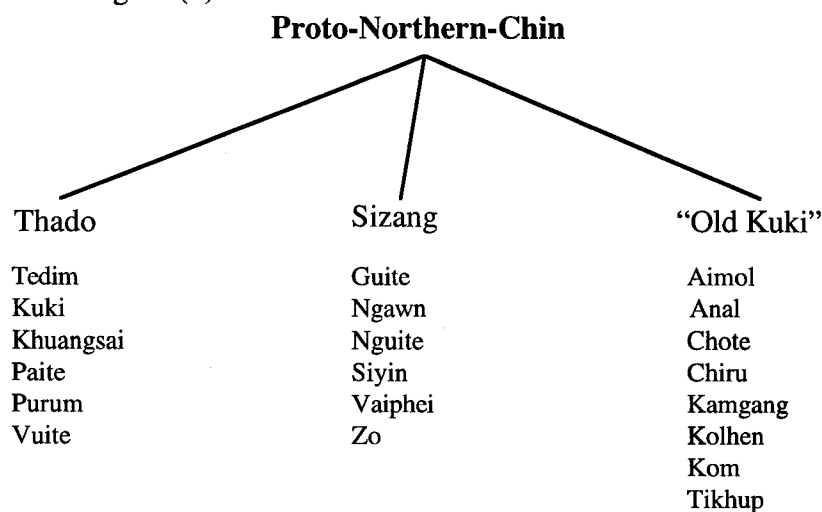 Proto-Northern-Chin
Thado
Tedim
Kuki
Khuangsai
Paite
Purum
Vuite
Sizang
Guite
Ngawn
Nguite
Siyin
Vaiphei
Zo
“Old Kuki”
Aimol
Anal
Chote
Chiru
Kamgang
Kolhen
Kom
Tikhup